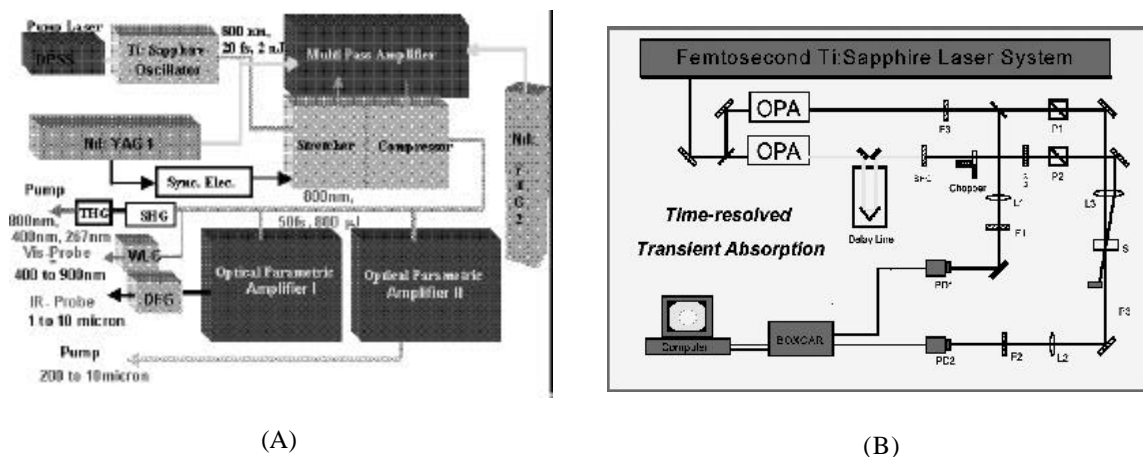 Pump Laser
DPSS
Ti: Sapphire
Oscillator
800 nm,
20 fs, 2 nJ
Multi Pass Amplifier
Nd: YAG 1
Stretcher
Compressor
Nd:
YAG 2
Sync. Elec.
800nm,
50fs, 800 µJ
Pump
THG
SHG
800nm,
400nm, 267nm
Vis-Probe
WLG
400 to 900nm
IR- Probe
DFG
1 to 10 micron
Optical Parametric
Amplifier I
Optical Parametric
Amplifier II
Pump
200 to 10micron
(A)
Femtosecond Ti:Sapphire Laser System
OPA
F3
P1
OPA
Chopper
P2
L1
L3
Delay Line
Time-resolved
Transient Absorption
F1
S
PD1
P3
Computer
BOXCAR
PD2
F2
L2
(B)